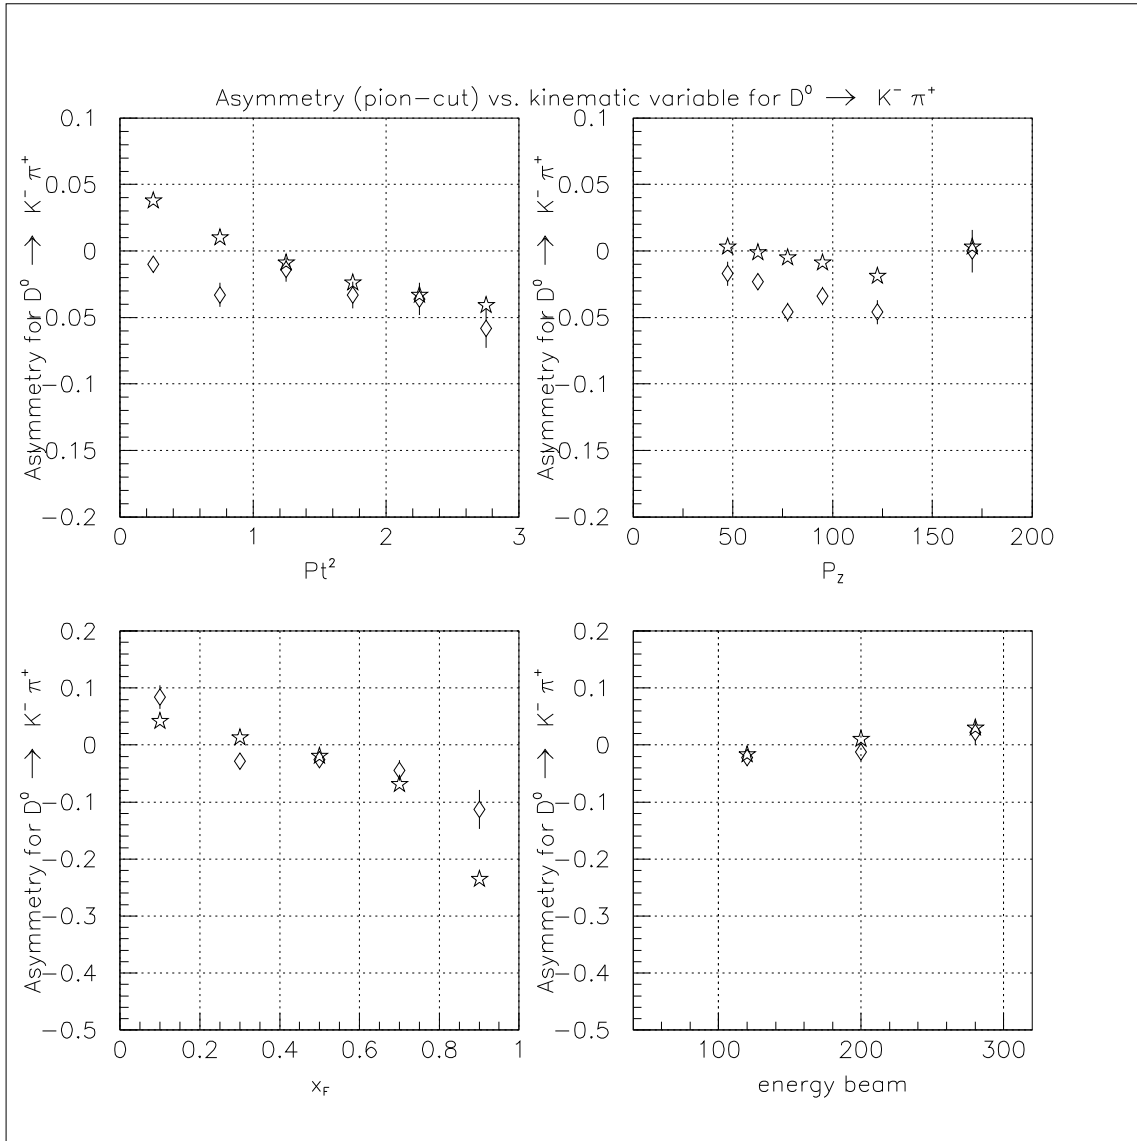 Asymmetry (pion-cut) vs. kinematic variable for D⁰ → K⁻ π⁺
Asymmetry for D⁰ → K⁻ π⁺
0.1
0.05
0
-0.05
-0.1
-0.15
-0.2
0 1 2 3
Pt²
Asymmetry for D⁰ → K⁻ π⁺
0.1
0.05
0
-0.05
-0.1
-0.15
-0.2
0 50 100 150 200
P_z
Asymmetry for D⁰ → K⁻ π⁺
0.2
0.1
0
-0.1
-0.2
-0.3
-0.4
-0.5
0 0.2 0.4 0.6 0.8 1
x_F
Asymmetry for D⁰ → K⁻ π⁺
0.2
0.1
0
-0.1
-0.2
-0.3
-0.4
-0.5
100 200 300
energy beam